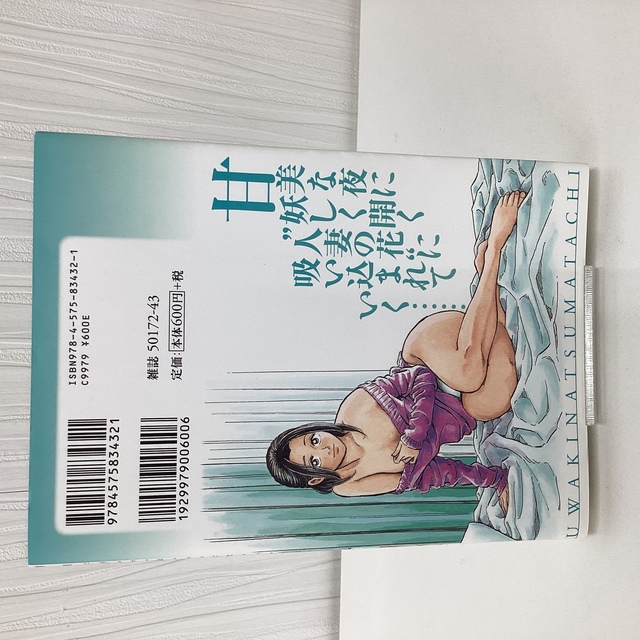 甘美な夜に
"妖しく開く
人妻の花"に
吸い込まれて
いく………
UWAKINATSUMATACHI
ISBN978-4-575-83432-1
C9979 ¥600E
雑誌 50172-43
定価：本体600円+税
9784575834321
1929979006006